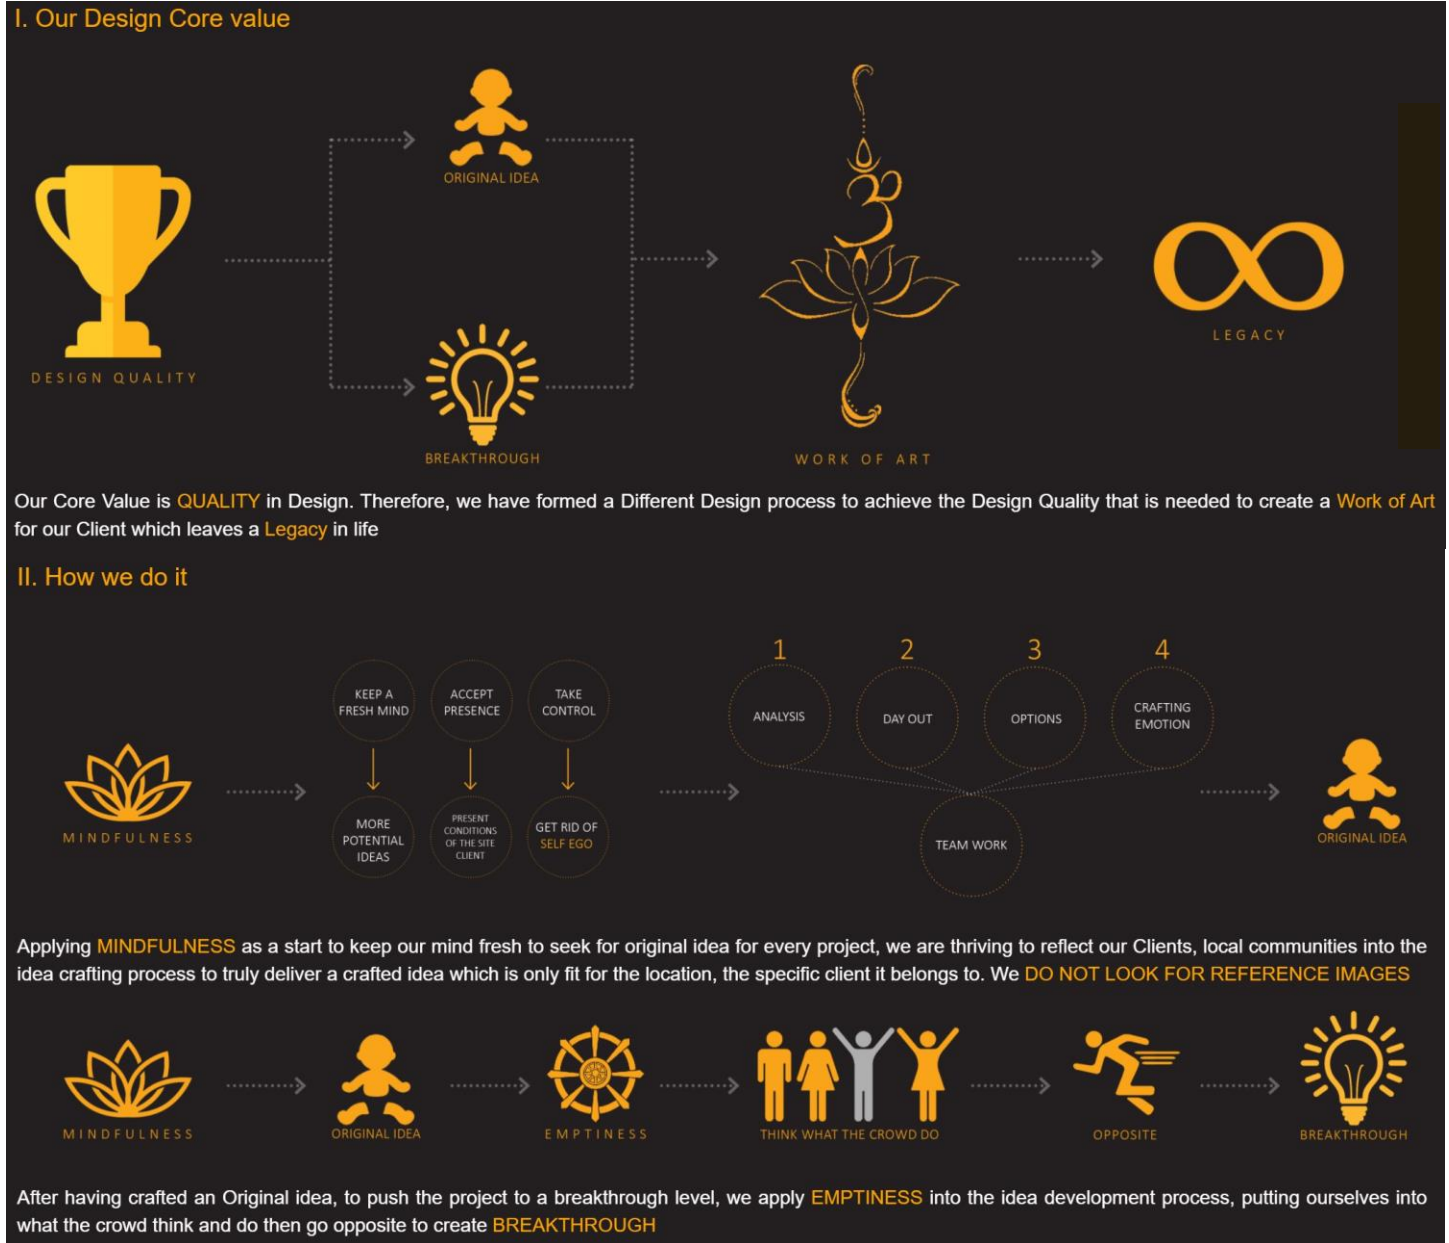 I. Our Design Core value
ORIGINAL IDEA
DESIGN QUALITY
BREAKTHROUGH
WORK OF ART
LEGACY
Our Core Value is QUALITY in Design. Therefore, we have formed a Different Design process to achieve the Design Quality that is needed to create a Work of Art
for our Client which leaves a Legacy in life
II. How we do it
MINDFULNESS
KEEP A
FRESH MIND
MORE
POTENTIAL
IDEAS
ACCEPT
PRESENCE
PRESENT
CONDITIONS
OF THE SITE
CLIENT
TAKE
CONTROL
GET RID OF
SELF EGO
1
ANALYSIS
2
DAY OUT
3
OPTIONS
4
CRAFTING
EMOTION
TEAM WORK
ORIGINAL IDEA
Applying MINDFULNESS as a start to keep our mind fresh to seek for original idea for every project, we are thriving to reflect our Clients, local communities into the
idea crafting process to truly deliver a crafted idea which is only fit for the location, the specific client it belongs to. We DO NOT LOOK FOR REFERENCE IMAGES
MINDFULNESS
ORIGINAL IDEA
EMPTINESS
THINK WHAT THE CROWD DO
OPPOSITE
BREAKTHROUGH
After having crafted an Original idea, to push the project to a breakthrough level, we apply EMPTINESS into the idea development process, putting ourselves into
what the crowd think and do then go opposite to create BREAKTHROUGH